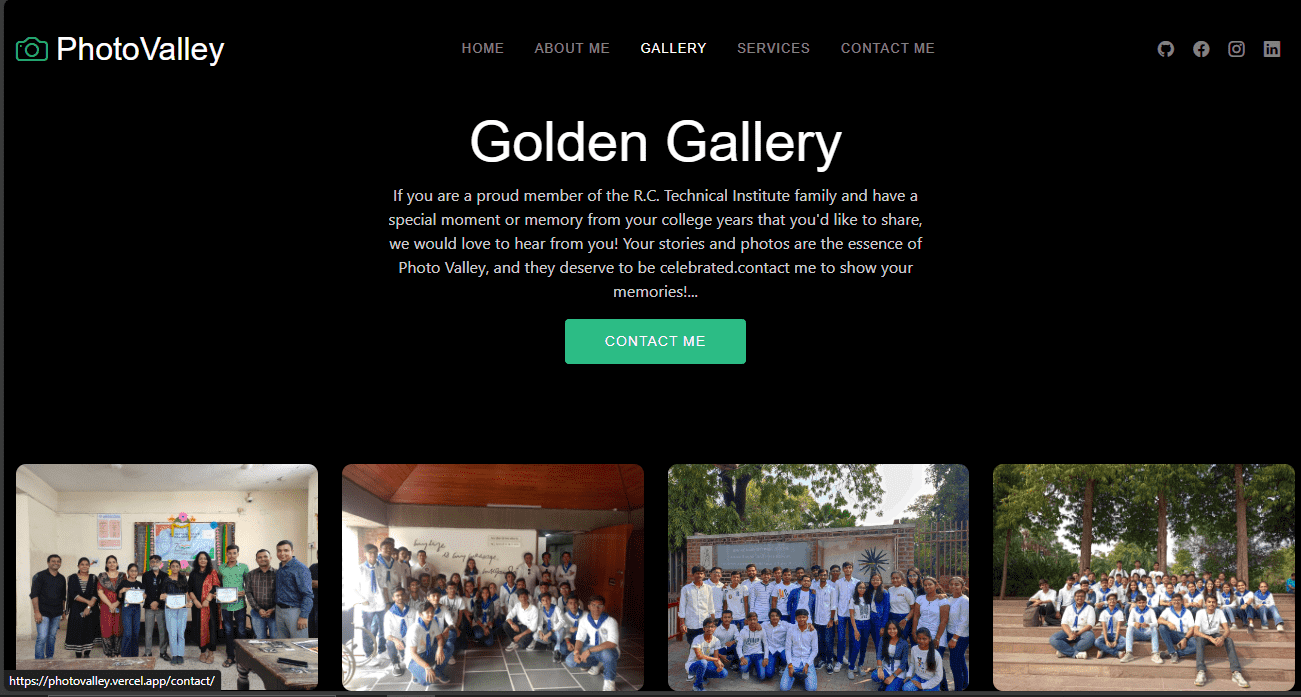 PhotoValley
HOME ABOUT ME GALLERY SERVICES CONTACT ME
Golden Gallery
If you are a proud member of the R.C. Technical Institute family and have a
special moment or memory from your college years that you'd like to share,
we would love to hear from you! Your stories and photos are the essence of
Photo Valley, and they deserve to be celebrated.contact me to show your
memories!...
CONTACT ME
https://photovalley.vercel.app/contact/